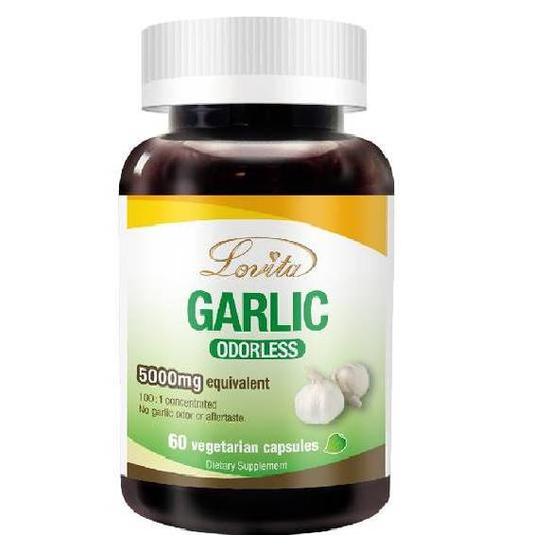 Lovita
GARLIC
ODORLESS
5000mg equivalent
100:1 concentrated
No garlic odor or aftertaste.
60 vegetarian capsules
Dietary Supplement